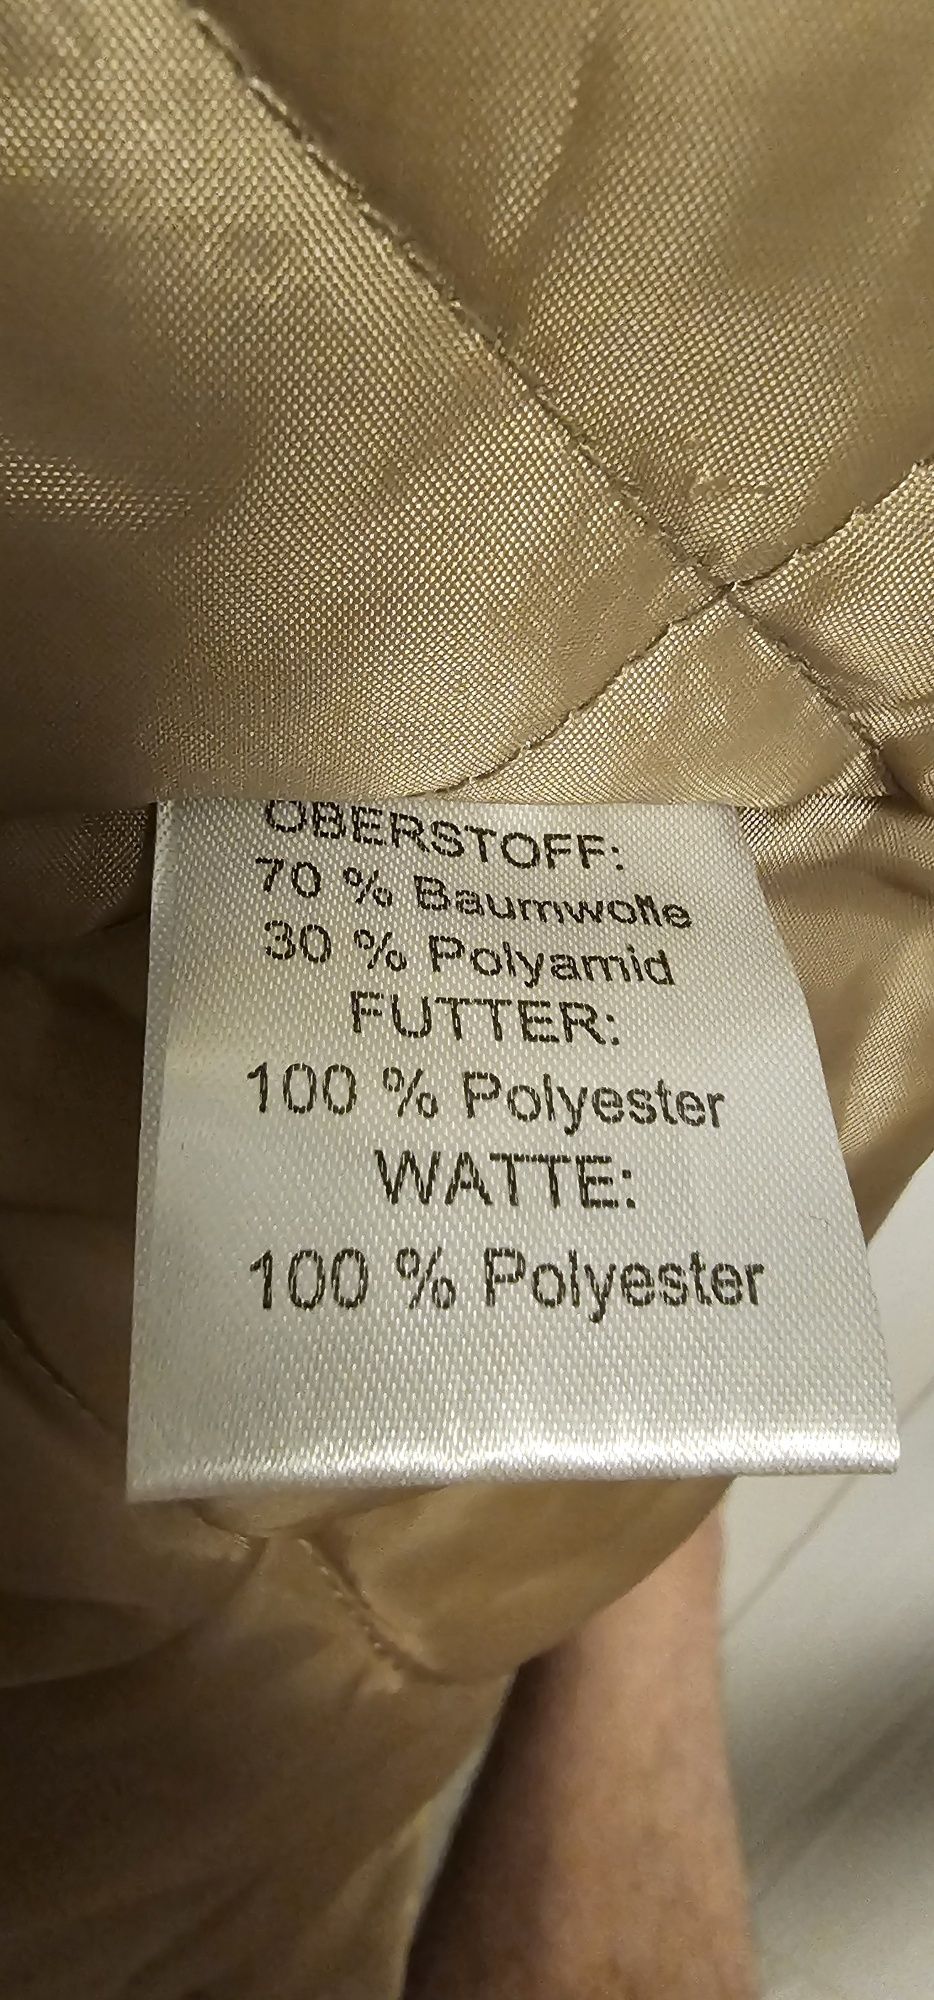 OBERSTOFF:
70 % Baumwolle
30 % Polyamid
FUTTER:
100 % Polyester
WATTE:
100 % Polyester